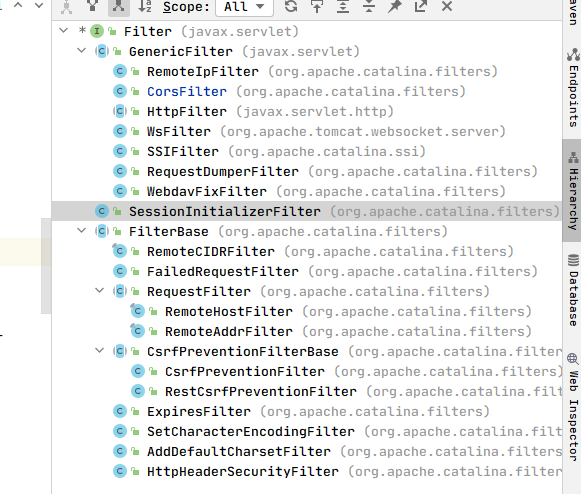 Scope: All
Filter (javax.servlet)
GenericFilter (javax.servlet)
RemoteIpFilter (org.apache.catalina.filters)
CorsFilter (org.apache.catalina.filters)
HttpFilter (javax.servlet.http)
WsFilter (org.apache.tomcat.websocket.server)
SSIFilter (org.apache.catalina.ssi)
RequestDumperFilter (org.apache.catalina.filters)
WebdavFixFilter (org.apache.catalina.filters)
SessionInitializerFilter (org.apache.catalina.filters)
FilterBase (org.apache.catalina.filters)
RemoteCIDRFilter (org.apache.catalina.filters)
FailedRequestFilter (org.apache.catalina.filters)
RequestFilter (org.apache.catalina.filters)
RemoteHostFilter (org.apache.catalina.filters)
RemoteAddrFilter (org.apache.catalina.filters)
CsrfPreventionFilterBase (org.apache.catalina.filter
CsrfPreventionFilter (org.apache.catalina.filters)
RestCsrfPreventionFilter (org.apache.catalina.filt
ExpiresFilter (org.apache.catalina.filters)
SetCharacterEncodingFilter (org.apache.catalina.filters)
AddDefaultCharsetFilter (org.apache.catalina.filters)
HttpHeaderSecurityFilter (org.apache.catalina.filters)
aven
Endpoints
Hierarchy
Database
Web Inspector